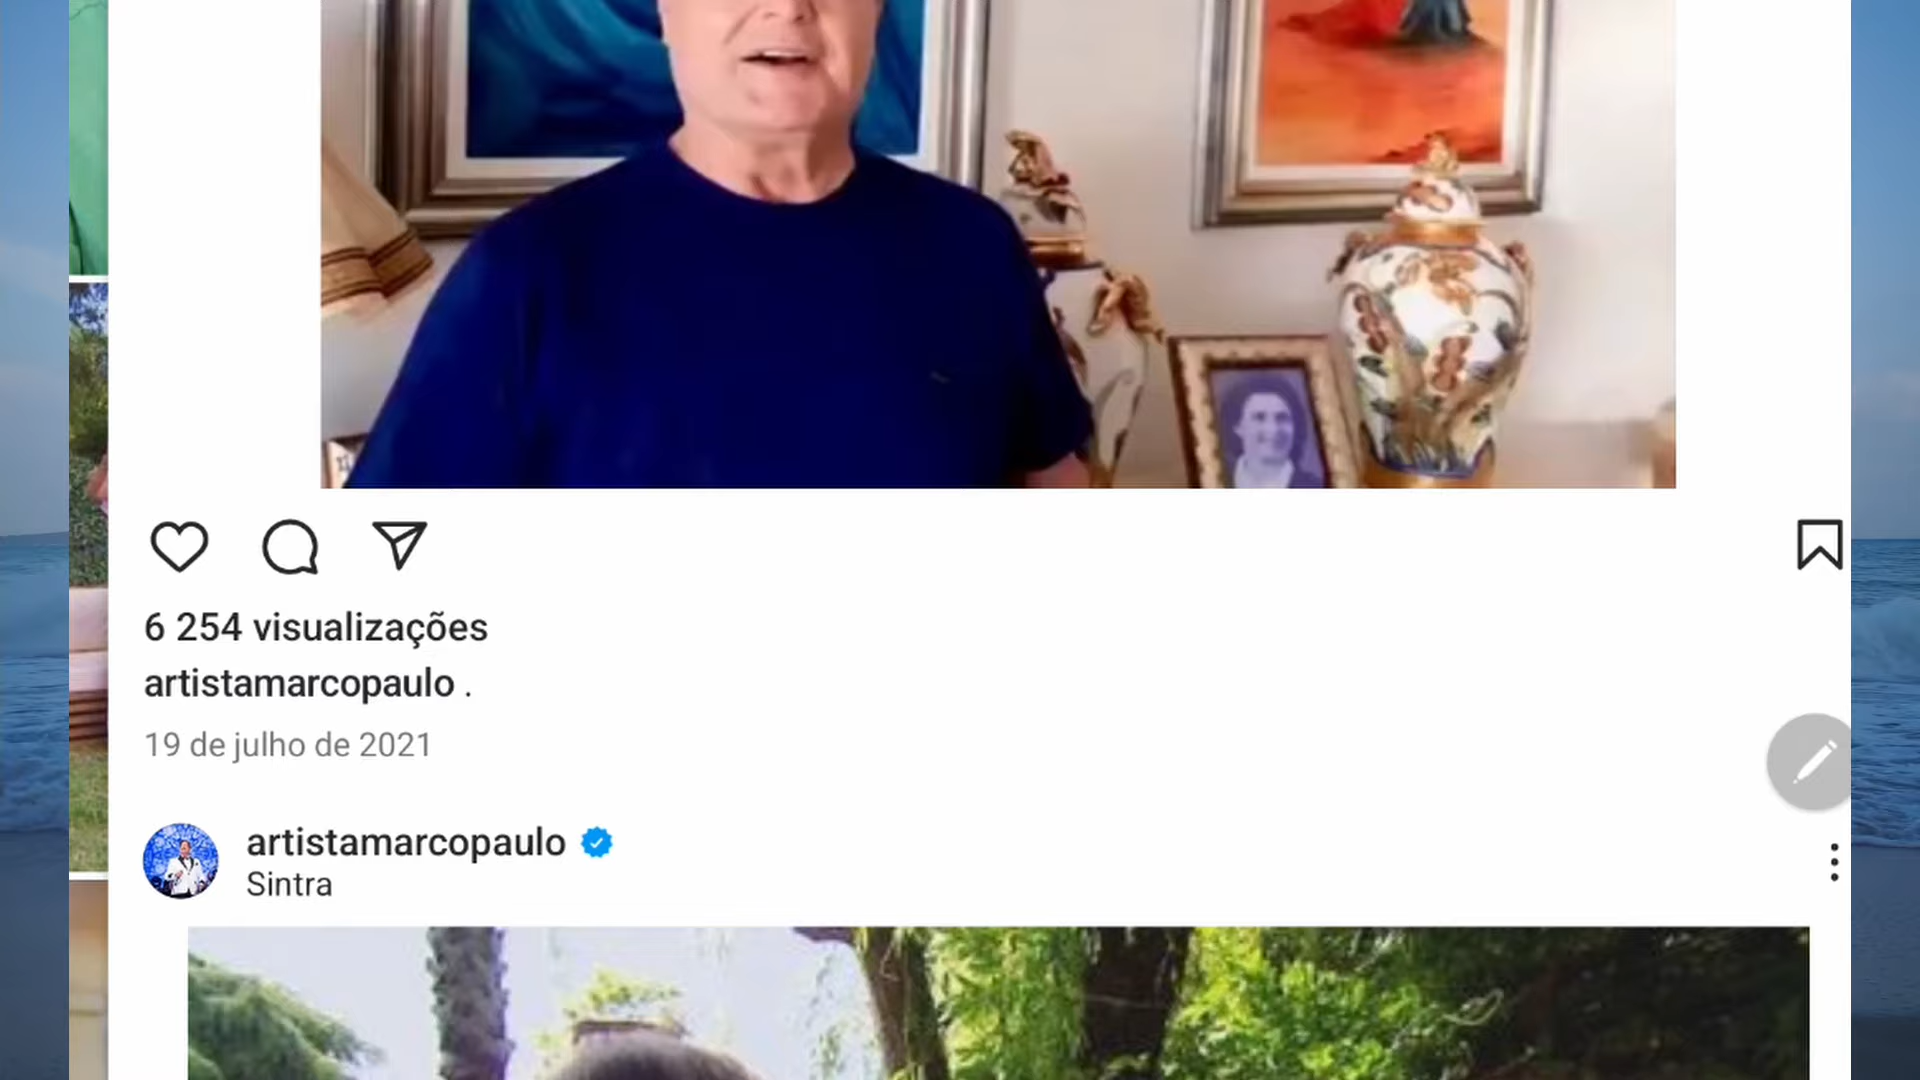 6 254 visualizações
artistamarcopaulo .
19 de julho de 2021
artistamarcopaulo
Sintra